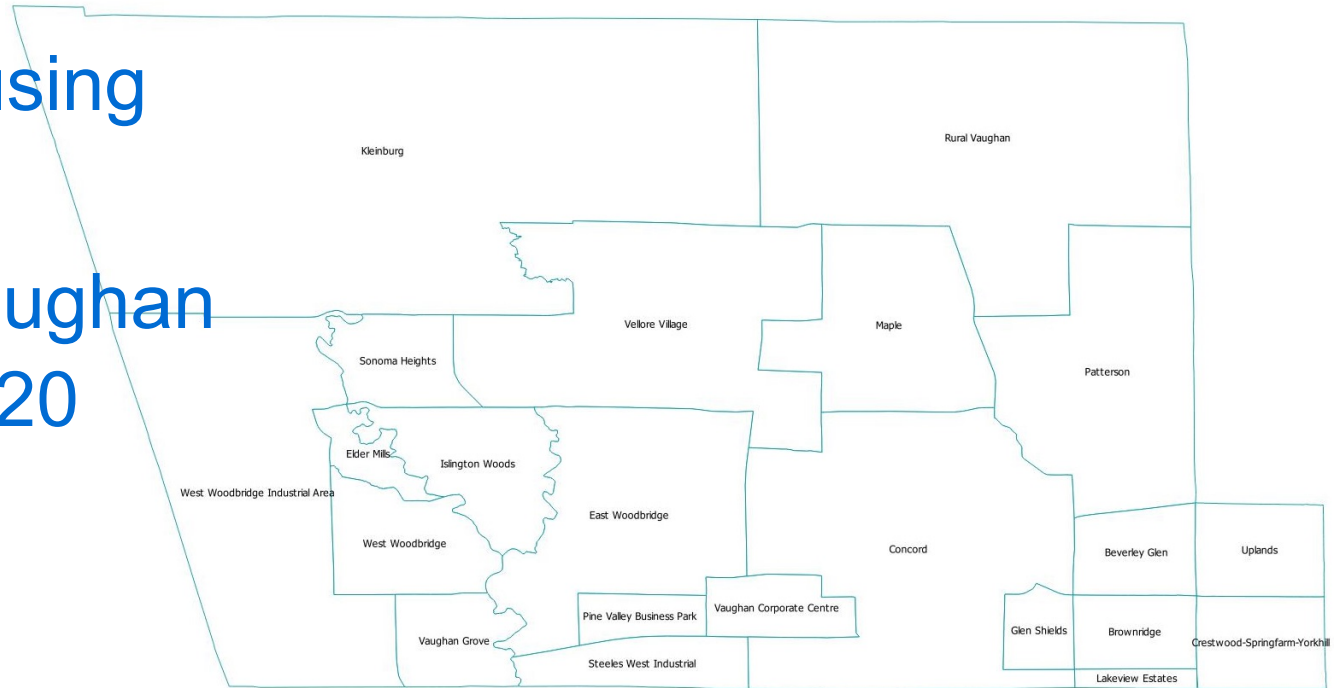 using
ughan
20
Kleinburg
Rural Vaughan
Vellore Village
Maple
Sonoma Heights
Patterson
Elder Mills
Islington Woods
West Woodbridge Industrial Area
East Woodbridge
West Woodbridge
Concord
Beverley Glen
Uplands
Vaughan Corporate Centre
Pine Valley Business Park
Glen Shields
Brownridge
Vaughan Grove
Crestwood-Springfarm-Yorkhill
Steeles West Industrial
Lakeview Estates